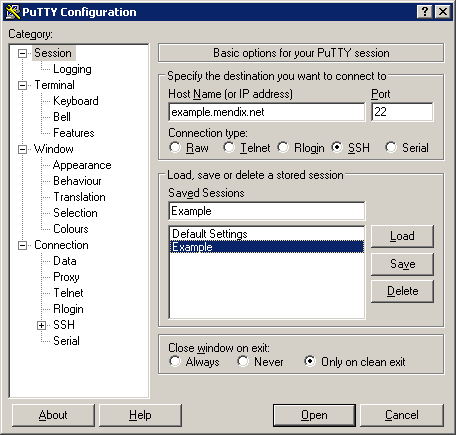 PuTTY Configuration
Category:
Session
Logging
Terminal
Keyboard
Bell
Features
Window
Appearance
Behaviour
Translation
Selection
Colours
Connection
Data
Proxy
Telnet
Rlogin
SSH
Serial
Basic options for your PuTTY session
Specify the destination you want to connect to
Host Name (or IP address) Port
example.mendix.net 22
Connection type:
Raw Telnet Rlogin SSH Serial
Load, save or delete a stored session
Saved Sessions
Example
Default Settings
Example
Load
Save
Delete
Close window on exit:
Always Never Only on clean exit
About Help Open Cancel